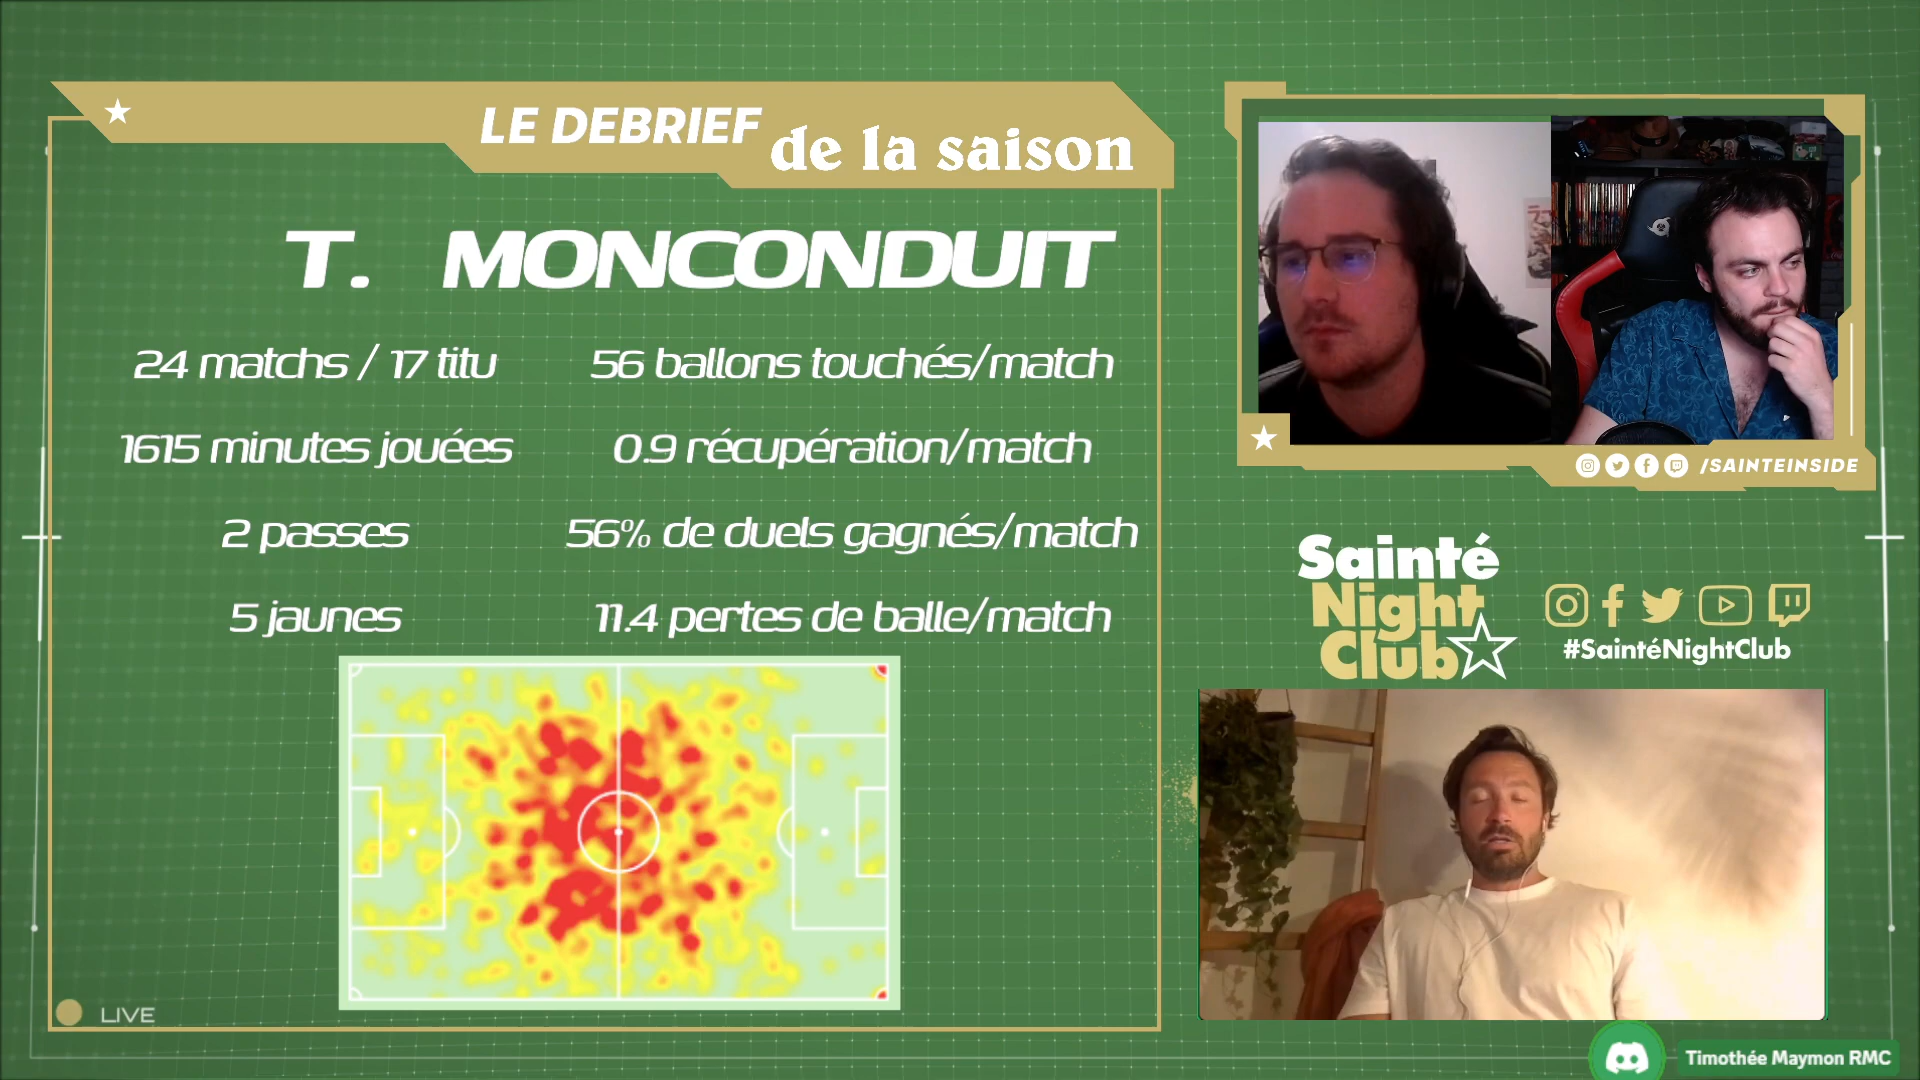 LE DEBRIEF de la saison
T. MONCONDUIT
24 matchs / 17 titu
56 ballons touchés/match
1615 minutes jouées
0.9 récupération/match
2 passes
56% de duels gagnés/match
5 jaunes
11.4 pertes de balle/match
LIVE
/SAINTEINSIDE
Sainté
Night
Club
#SaintéNightClub
Timothée Maymon RMC